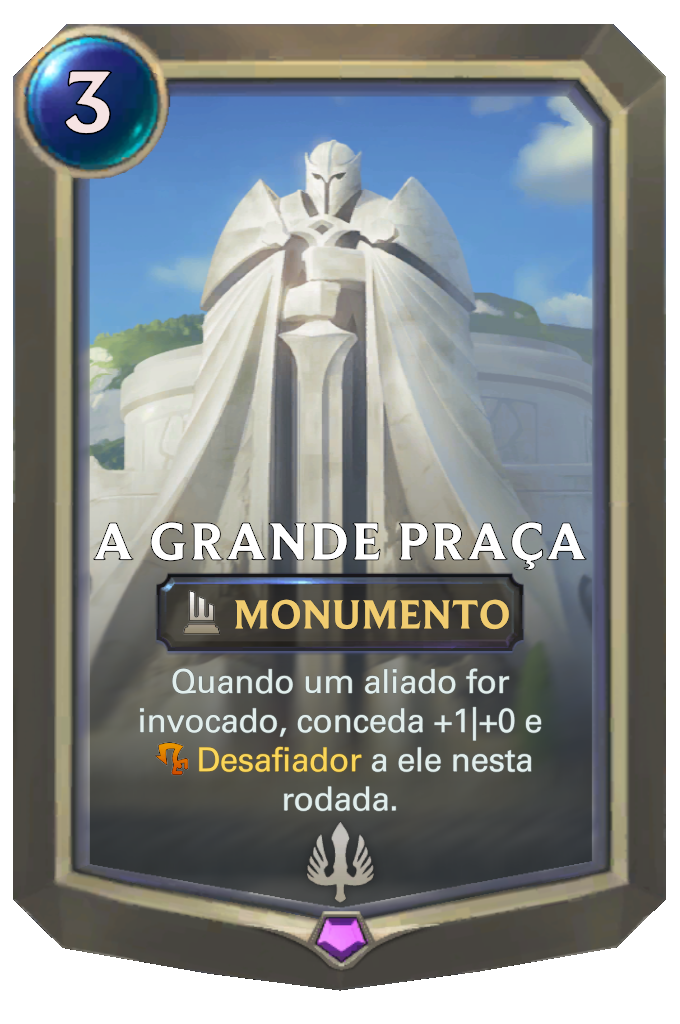 3
A GRANDE PRAÇA
MONUMENTO
Quando um aliado for
invocado, conceda +1|+0 e
Desafiador a ele nesta
rodada.